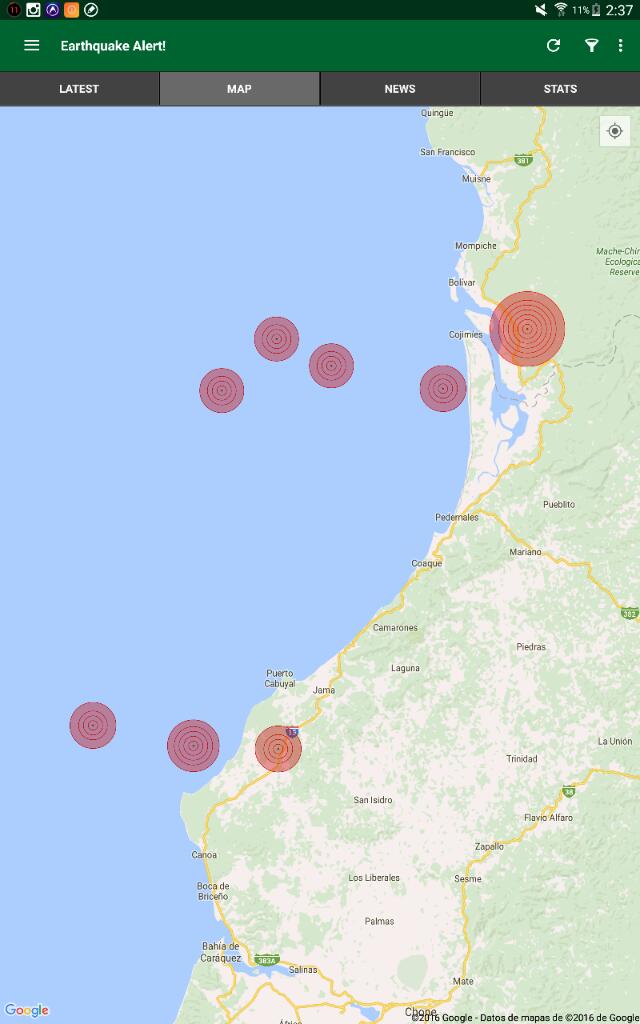 11% 2:37
Earthquake Alert!
LATEST MAP NEWS STATS
Quingüe
San Francisco
381
Muisne
Mompiche
Mache-Chin
Ecologica
Reserve
Bolívar
Cojimíes
Pedernales
Pueblito
Mariano
Coaque
382
Camarones
Piedras
Laguna
Puerto
Cabuyal
Jama
15
La Unión
Trinidad
38
San Isidro
Flavio Alfaro
Zapallo
Canoa
Los Liberales
Sesme
Boca de
Briceño
Palmas
Bahía de
Caráquez
383A
Salinas
Mate
Google
Chone
©2016 Google - Datos de mapas de ©2016 de Google